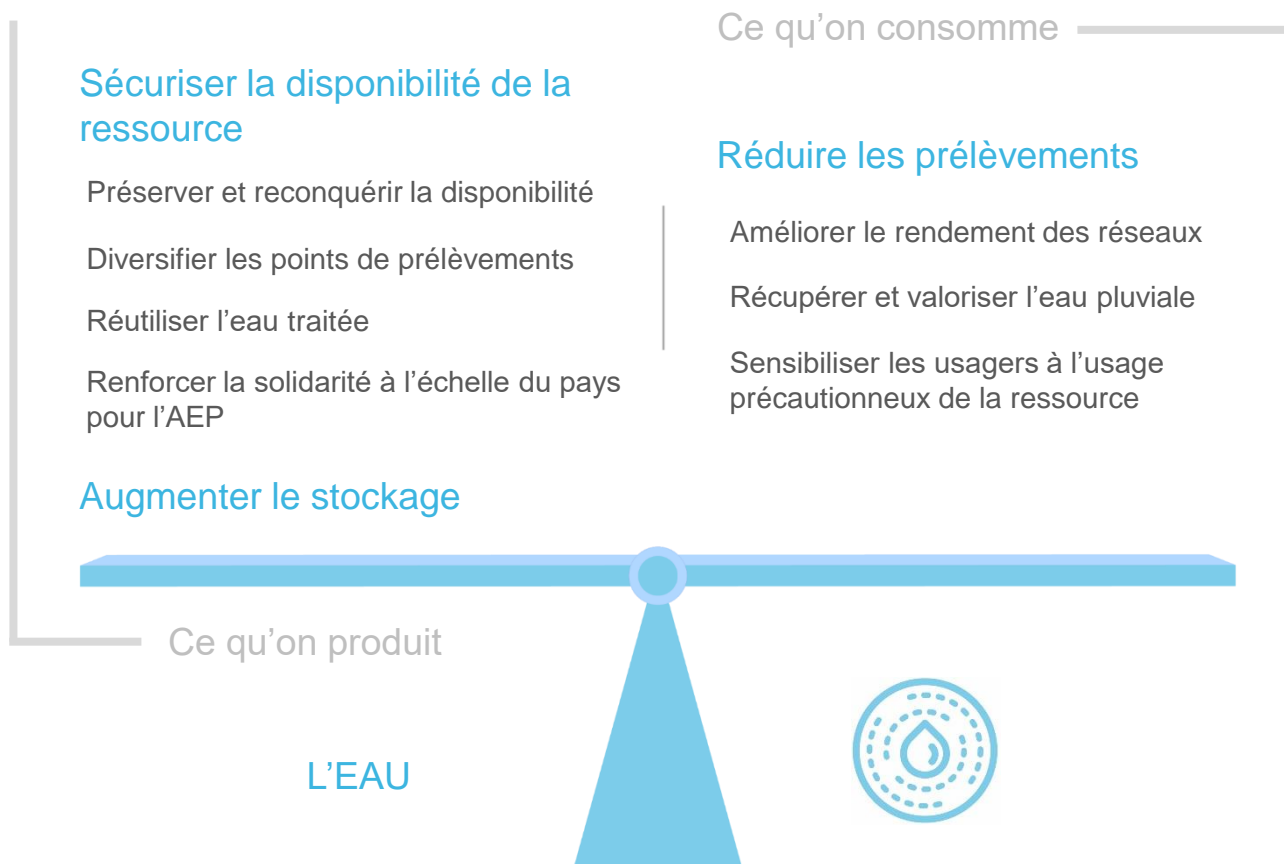 Ce qu’on consomme
Sécuriser la disponibilité de la
ressource
Préserver et reconquérir la disponibilité
Diversifier les points de prélèvements
Réutiliser l’eau traitée
Renforcer la solidarité à l’échelle du pays
pour l’AEP
Augmenter le stockage
Réduire les prélèvements
Améliorer le rendement des réseaux
Récupérer et valoriser l’eau pluviale
Sensibiliser les usagers à l’usage
précautionneux de la ressource
Ce qu’on produit
L’EAU